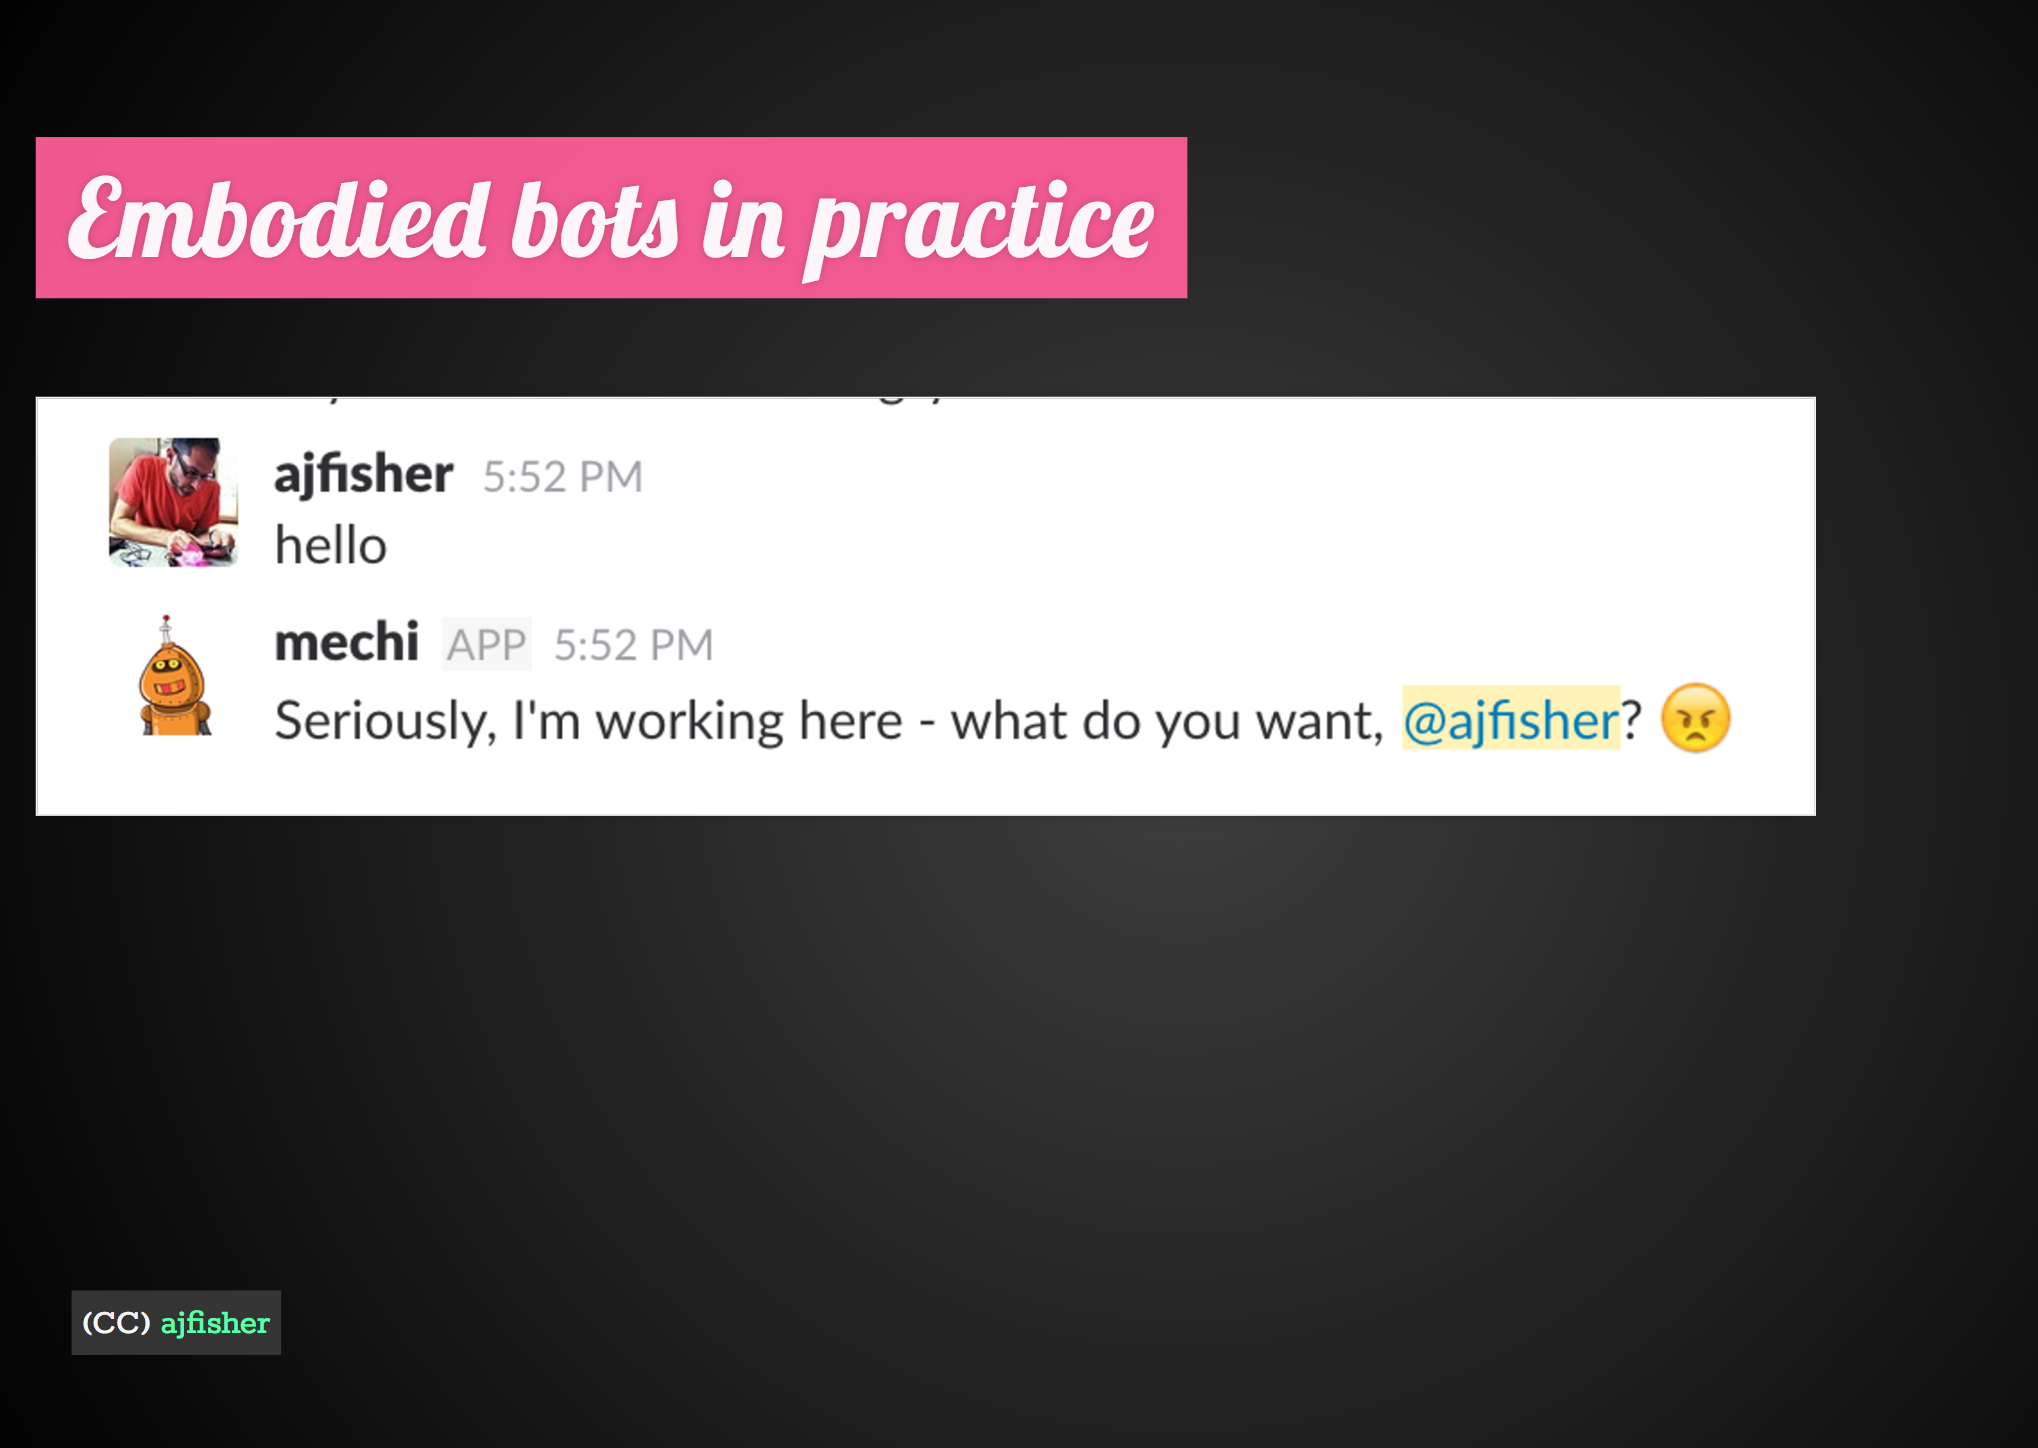 Embodied bots in practice
ajfisher 5:52 PM
hello
mechi APP 5:52 PM
Seriously, I'm working here - what do you want, @ajfisher? 😠
(CC) ajfisher